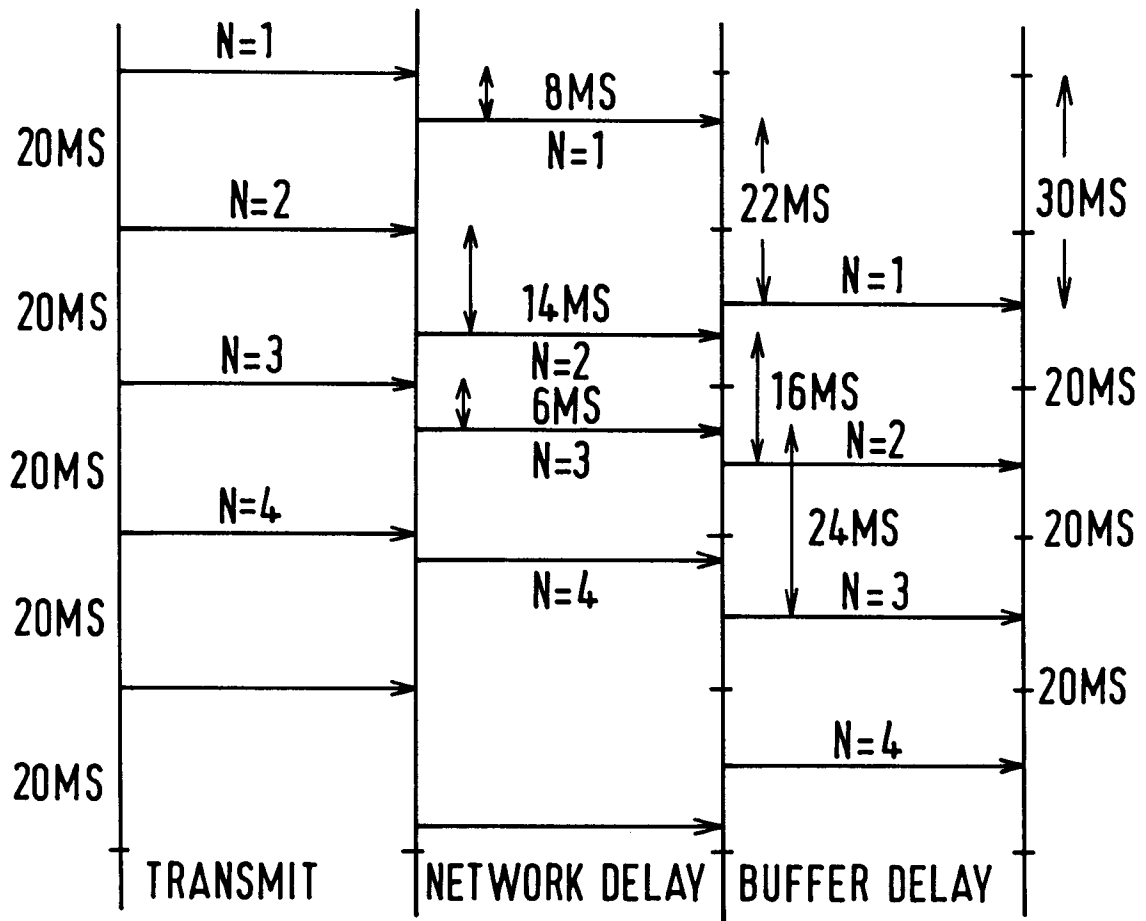 N=1
8MS
20MS
N=1
N=2
22MS
30MS
N=1
20MS
14MS
N=3
N=2
6MS
16MS
20MS
N=2
20MS
N=3
N=4
24MS
20MS
N=4
N=3
20MS
20MS
N=4
20MS
TRANSMIT
NETWORK DELAY
BUFFER DELAY